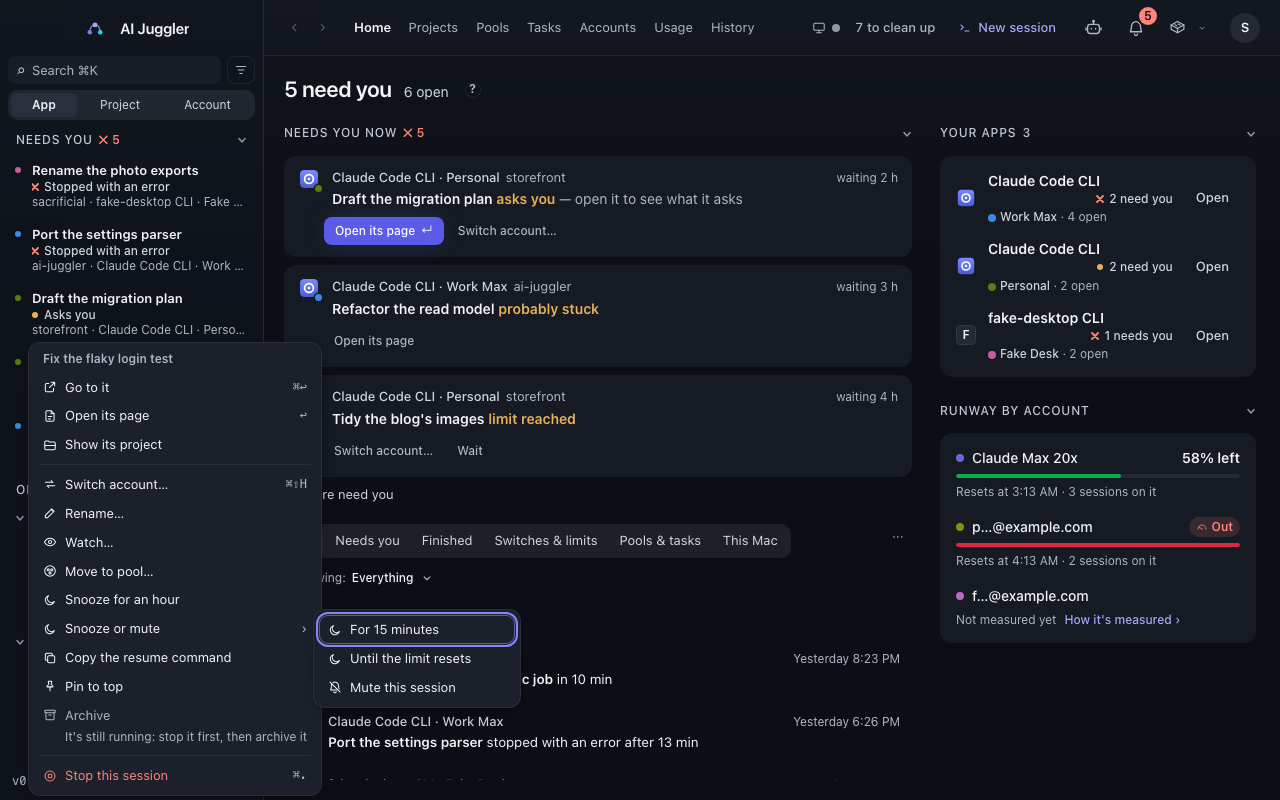 AI Juggler
Search ⌘K
App Project Account
NEEDS YOU 5
Rename the photo exports
Stopped with an error
sacrificial · fake-desktop CLI · Fake ...
Port the settings parser
Stopped with an error
ai-juggler · Claude Code CLI · Work ...
Draft the migration plan
Asks you
storefront · Claude Code CLI · Perso...
v0
Home Projects Pools Tasks Accounts Usage History
7 to clean up
New session
5
S
5 need you 6 open ?
NEEDS YOU NOW 5
Claude Code CLI · Personal storefront waiting 2 h
Draft the migration plan asks you — open it to see what it asks
Open its page ↵ Switch account...
Claude Code CLI · Work Max ai-juggler waiting 3 h
Refactor the read model probably stuck
Open its page
Claude Code CLI · Personal storefront waiting 4 h
Tidy the blog's images limit reached
Switch account... Wait
re need you
Needs you Finished Switches & limits Pools & tasks This Mac ...
Everything
Yesterday 8:23 PM
job in 10 min
Claude Code CLI · Work Max Yesterday 6:26 PM
Port the settings parser stopped with an error after 13 min
YOUR APPS 3
Claude Code CLI
2 need you Open
Work Max · 4 open
Claude Code CLI
2 need you Open
Personal · 2 open
F
fake-desktop CLI
1 needs you Open
Fake Desk · 2 open
RUNWAY BY ACCOUNT
Claude Max 20x 58% left
Resets at 3:13 AM · 3 sessions on it
p...@example.com Out
Resets at 4:13 AM · 2 sessions on it
f...@example.com
Not measured yet How it's measured ›
Fix the flaky login test
Go to it ⌘↵
Open its page ↵
Show its project
Switch account... ⌘⇧H
Rename...
Watch...
Move to pool...
Snooze for an hour
Snooze or mute ›
Copy the resume command
Pin to top
Archive
It's still running: stop it first, then archive it
Stop this session ⌘.
For 15 minutes
Until the limit resets
Mute this session